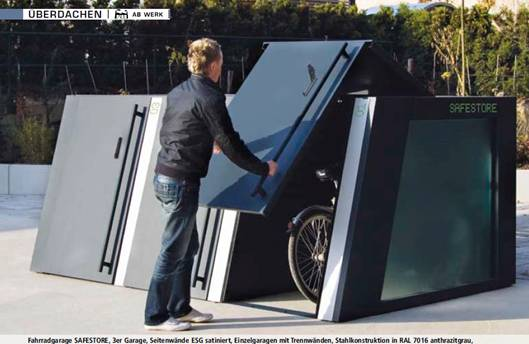 ÜBERDACHEN | AB WERK
SAFESTORE
Fahrradgarage SAFESTORE, 3er Garage, Seitenwände ESG satiniert, Einzelgaragen mit Trennwänden, Stahlkonstruktion in RAL 7016 anthrazitgrau,